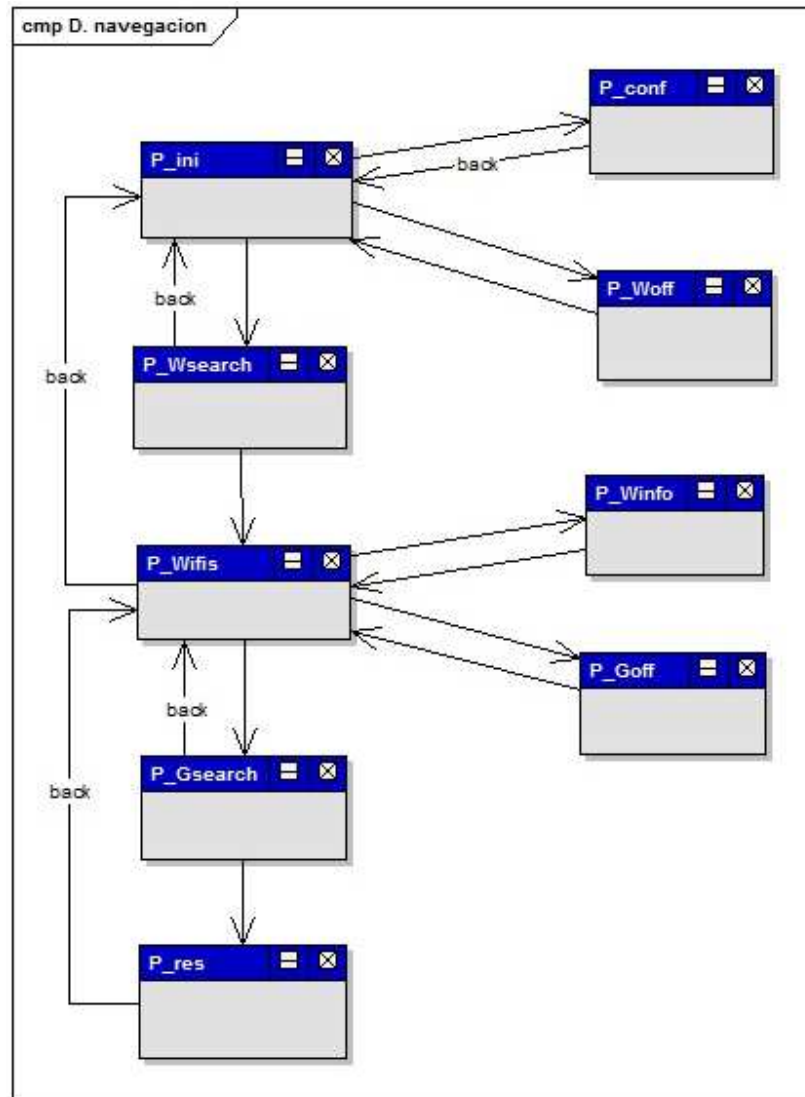 cmp D. navegacion
P_conf
P_ini
back
P_Woff
back
P_Wsearch
back
P_Winfo
P_Wifis
P_Goff
back
P_Gsearch
back
P_res